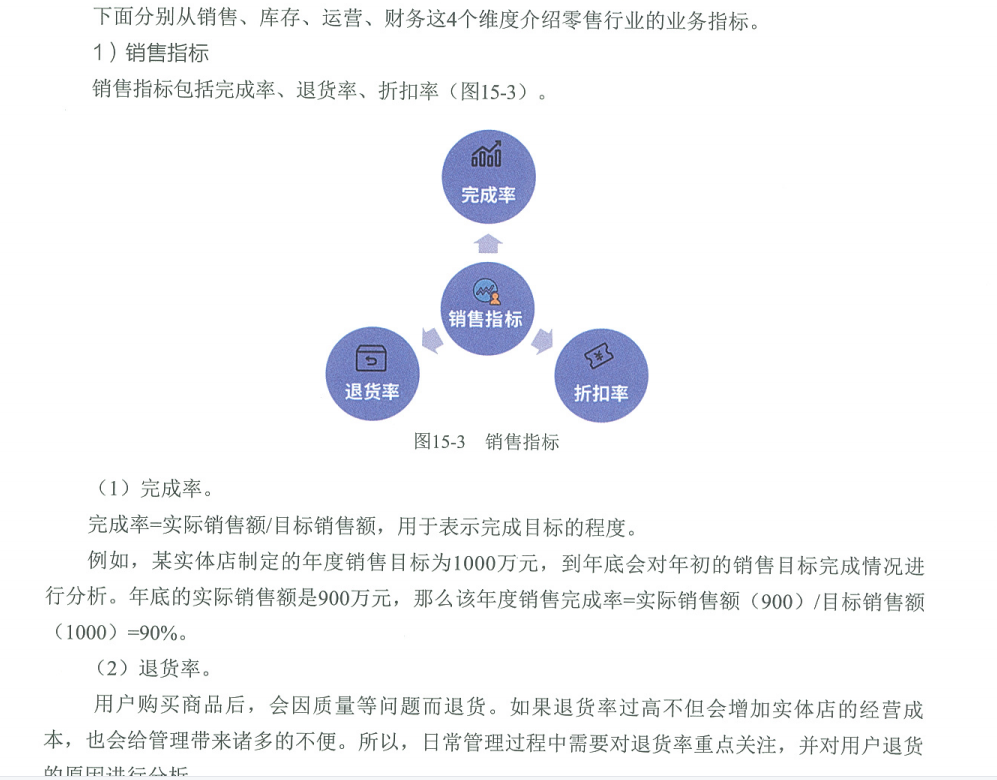 下面分别从销售、库存、运营、财务这4个维度介绍零售行业的业务指标。
1）销售指标
销售指标包括完成率、退货率、折扣率（图15-3）。
完成率
销售指标
退货率
折扣率
图15-3 销售指标
（1）完成率。
完成率=实际销售额/目标销售额，用于表示完成目标的程度。
例如，某实体店制定的年度销售目标为1000万元，到年底会对年初的销售目标完成情况进
行分析。年底的实际销售额是900万元，那么该年度销售完成率=实际销售额（900）/目标销售额
（1000）=90%。
（2）退货率。
用户购买商品后，会因质量等问题而退货。如果退货率过高不但会增加实体店的经营成
本，也会给管理带来诸多的不便。所以，日常管理过程中需要对退货率重点关注，并对用户退货
的原因进行分析